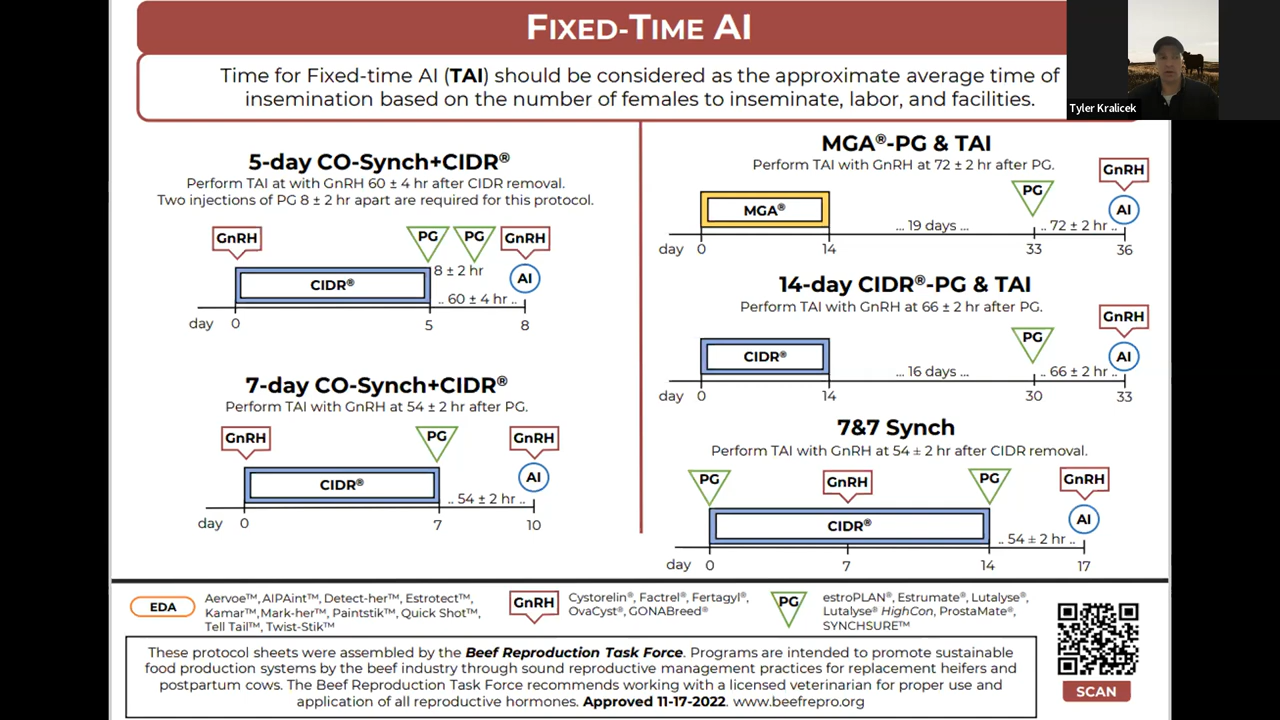 FIXED-TIME AI
Time for Fixed-time AI (TAI) should be considered as the approximate average time of
insemination based on the number of females to inseminate, labor, and facilities.
Tyler Kralicek
5-day CO-Synch+CIDR®
Perform TAI at with GnRH 60 ± 4 hr after CIDR removal.
Two injections of PG 8 ± 2 hr apart are required for this protocol.
GnRH PG PG GnRH
CIDR® 8 ± 2 hr AI
.. 60 ± 4 hr ..
day 0 5 8
7-day CO-Synch+CIDR®
Perform TAI with GnRH at 54 ± 2 hr after PG.
GnRH PG GnRH
CIDR® AI
.. 54 ± 2 hr ..
day 0 7 10
MGA®-PG & TAI
Perform TAI with GnRH at 72 ± 2 hr after PG.
PG GnRH
MGA® AI
... 19 days ... .. 72 ± 2 hr ..
day 0 14 33 36
14-day CIDR®-PG & TAI
Perform TAI with GnRH at 66 ± 2 hr after PG.
PG GnRH
CIDR® AI
... 16 days ... .. 66 ± 2 hr ..
day 0 14 30 33
7&7 Synch
Perform TAI with GnRH at 54 ± 2 hr after CIDR removal.
PG GnRH PG GnRH
CIDR® AI
.. 54 ± 2 hr ..
day 0 7 14 17
EDA
Aervoe™, AIPAint™, Detect-her™, Estrotect™,
Kamar™, Mark-her™, Paintstik™, Quick Shot™,
Tell Tail™, Twist-Stik™
GnRH
Cystorelin®, Factrel®, Fertagyl®,
OvaCyst®, GONABreed®
PG
estroPLAN®, Estrumate®, Lutalyse®,
Lutalyse® HighCon, ProstaMate®,
SYNCHSURE™
These protocol sheets were assembled by the Beef Reproduction Task Force. Programs are intended to promote sustainable
food production systems by the beef industry through sound reproductive management practices for replacement heifers and
postpartum cows. The Beef Reproduction Task Force recommends working with a licensed veterinarian for proper use and
application of all reproductive hormones. Approved 11-17-2022. www.beefrepro.org
SCAN